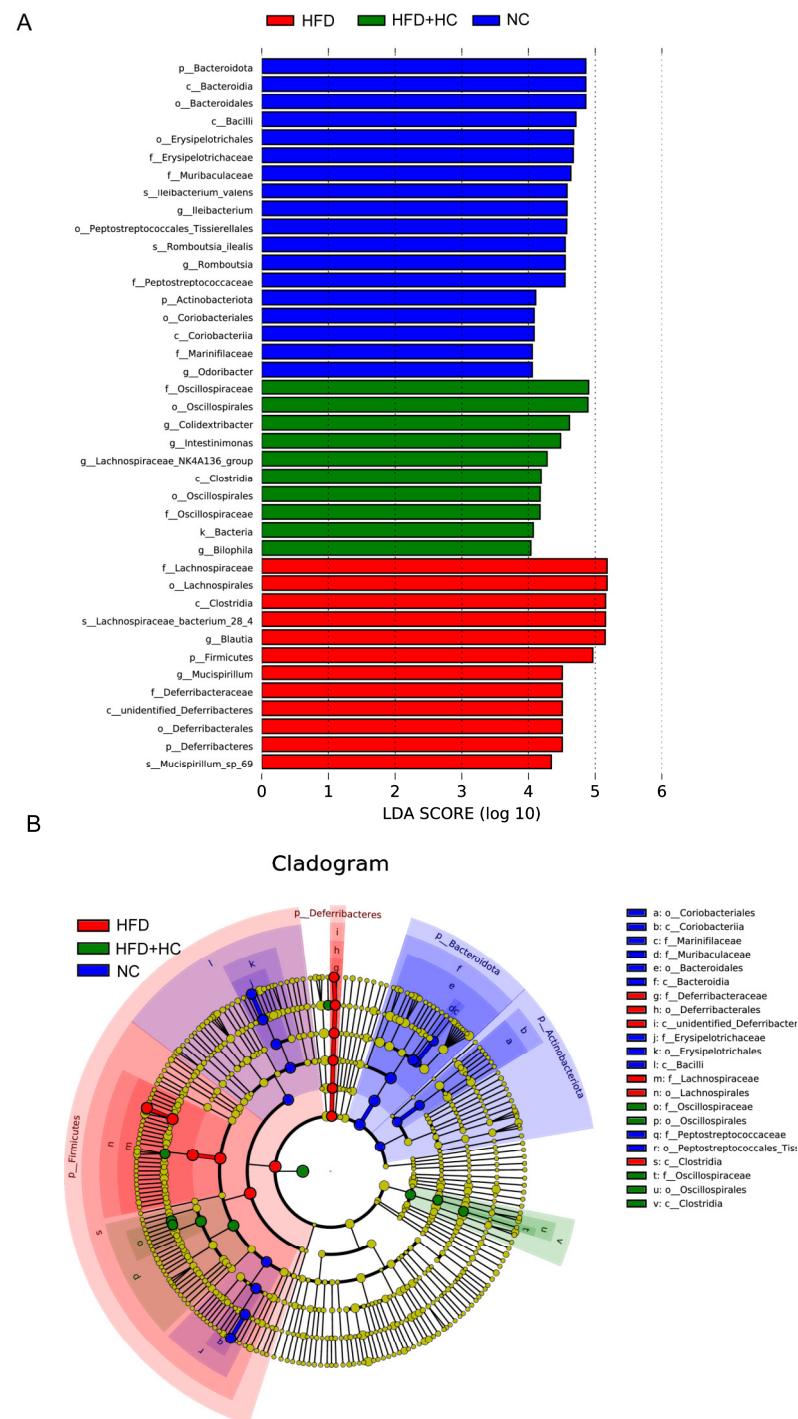 A
HFD HFD+HC NC
p__Bacteroidota
c__Bacteroidia
o__Bacteroidales
c__Bacilli
o__Erysipelotrichales
f__Erysipelotrichaceae
f__Muribaculaceae
s__Ileibacterium_valens
g__Ileibacterium
o__Peptostreptococcales_Tissierellales
s__Romboutsia_ilealis
g__Romboutsia
f__Peptostreptococcaceae
p__Actinobacteriota
o__Coriobacteriales
c__Coriobacteriia
f__Marinifilaceae
g__Odoribacter
f__Oscillospiraceae
o__Oscillospirales
g__Colidextribacter
g__Intestinimonas
g__Lachnospiraceae_NK4A136_group
c__Clostridia
o__Oscillospirales
f__Oscillospiraceae
k__Bacteria
g__Bilophila
f__Lachnospiraceae
o__Lachnospirales
c__Clostridia
s__Lachnospiraceae_bacterium_28_4
g__Blautia
p__Firmicutes
g__Mucispirillum
f__Deferribacteraceae
c__unidentified_Deferribacteres
o__Deferribacterales
p__Deferribacteres
s__Mucispirillum_sp_69
0 1 2 3 4 5 6
LDA SCORE (log 10)
B
Cladogram
HFD
HFD+HC
NC
p__Deferribacteres
i
h
g
p__Bacteroidota
f
e
dc
p__Actinobacteriota
b
a
l
k
j
p__Firmicutes
n
m
s
o
p
q
r
t
u
v
a: o__Coriobacteriales
b: c__Coriobacteriia
c: f__Marinifilaceae
d: f__Muribaculaceae
e: o__Bacteroidales
f: c__Bacteroidia
g: f__Deferribacteraceae
h: o__Deferribacterales
i: c__unidentified_Deferribacter
j: f__Erysipelotrichaceae
k: o__Erysipelotrichales
l: c__Bacilli
m: f__Lachnospiraceae
n: o__Lachnospirales
o: f__Oscillospiraceae
p: o__Oscillospirales
q: f__Peptostreptococcaceae
r: o__Peptostreptococcales_Tiss
s: c__Clostridia
t: f__Oscillospiraceae
u: o__Oscillospirales
v: c__Clostridia